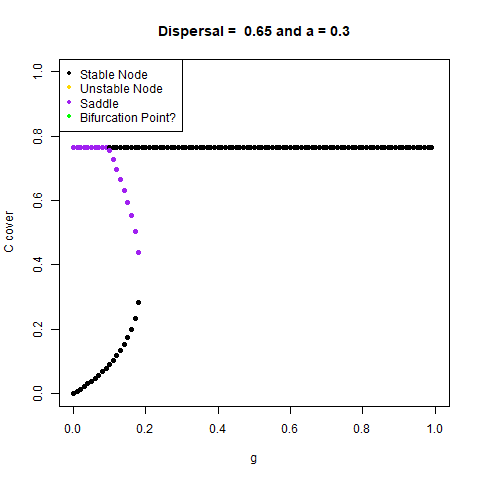 Dispersal =  0.65 and a = 0.3
Stable Node
Unstable Node
Saddle
Bifurcation Point?
C cover
1.0
0.8
0.6
0.4
0.2
0.0
0.0 0.2 0.4 0.6 0.8 1.0
g